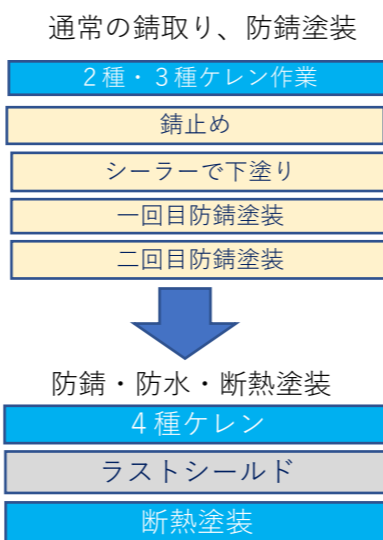 通常の錆取り、防錆塗装
２種・３種ケレン作業
錆止め
シーラーで下塗り
一回目防錆塗装
二回目防錆塗装
防錆・防水・断熱塗装
４種ケレン
ラストシールド
断熱塗装